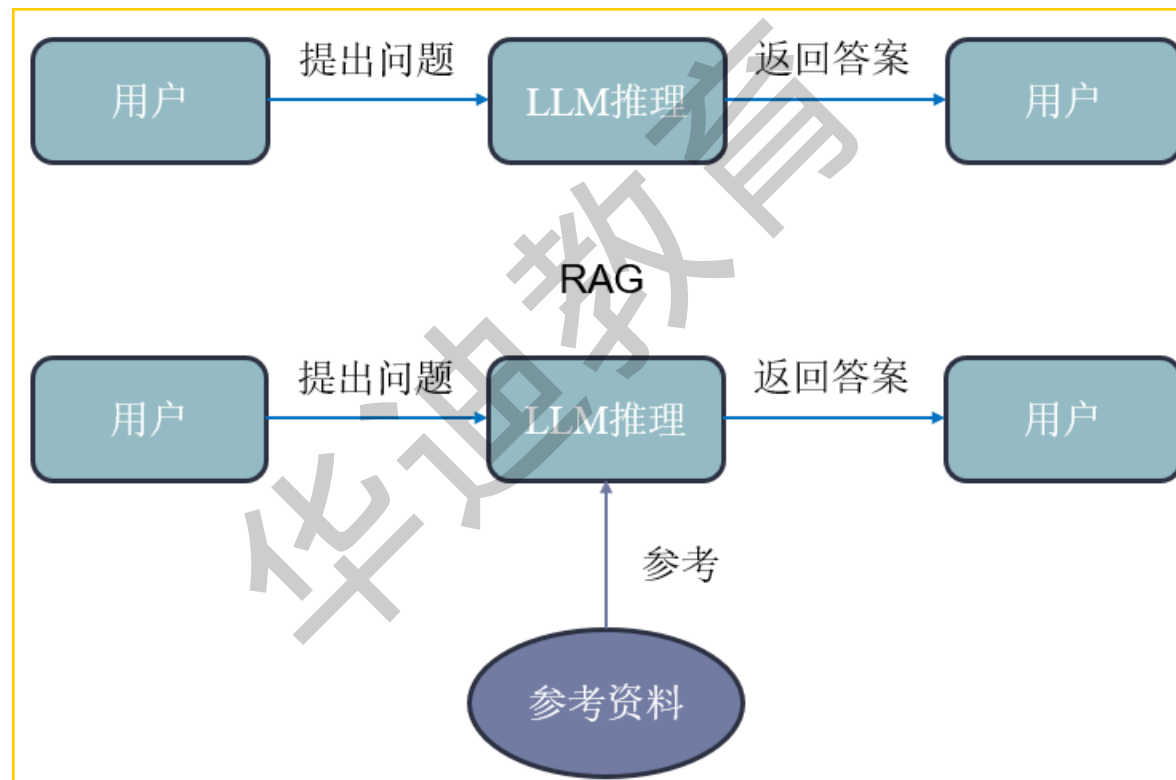 提出问题
返回答案
用户
LLM推理
用户
RAG
提出问题
返回答案
用户
LLM推理
用户
参考
参考资料
华迪教育